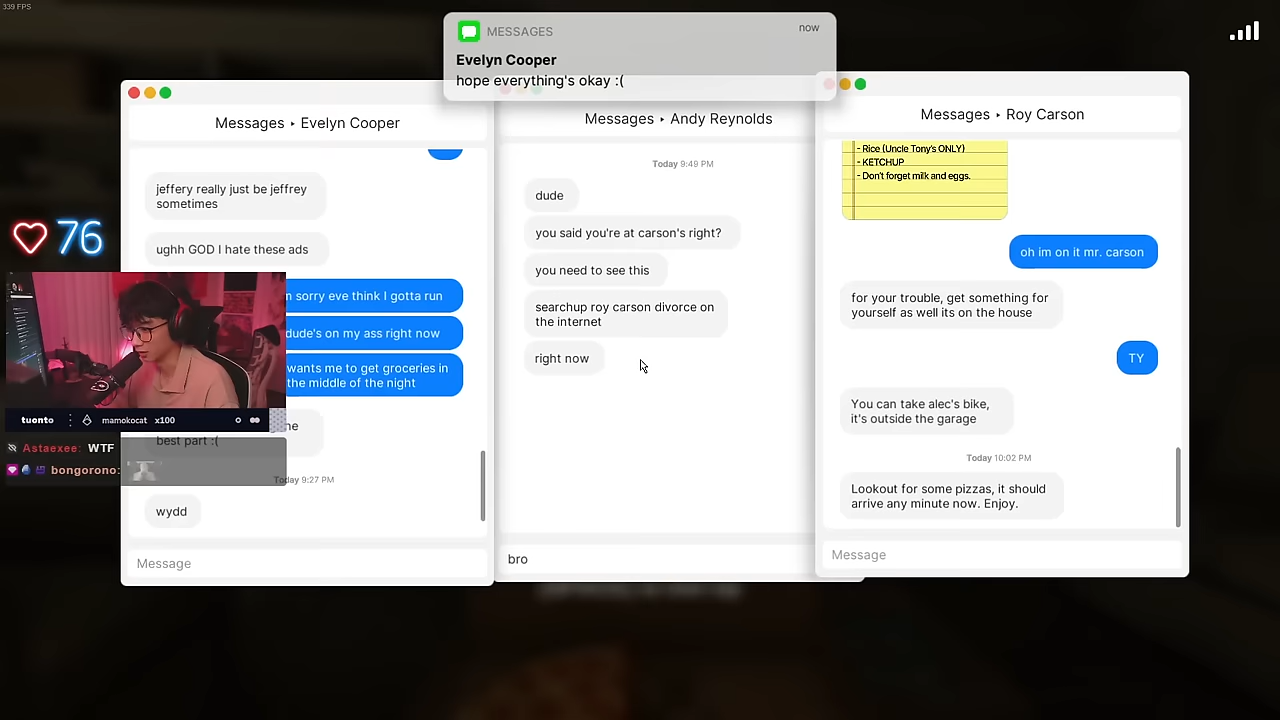 339 FPS
MESSAGES
now
Evelyn Cooper
hope everything's okay :(
Messages ▸ Evelyn Cooper
jeffery really just be jeffrey
sometimes
ughh GOD I hate these ads
sorry eve think I gotta run
dude's on my ass right now
wants me to get groceries in
the middle of the night
best part :(
Today 9:27 PM
wydd
Message
Messages ▸ Andy Reynolds
Today 9:49 PM
dude
you said you're at carson's right?
you need to see this
searchup roy carson divorce on
the internet
right now
bro
Messages ▸ Roy Carson
- Rice (Uncle Tony's ONLY)
- KETCHUP
- Don't forget milk and eggs.
oh im on it mr. carson
for your trouble, get something for
yourself as well its on the house
TY
You can take alec's bike,
it's outside the garage
Today 10:02 PM
Lookout for some pizzas, it should
arrive any minute now. Enjoy.
Message
76
tuonto
mamokocat x100
Astaexee: WTF
bongorono: